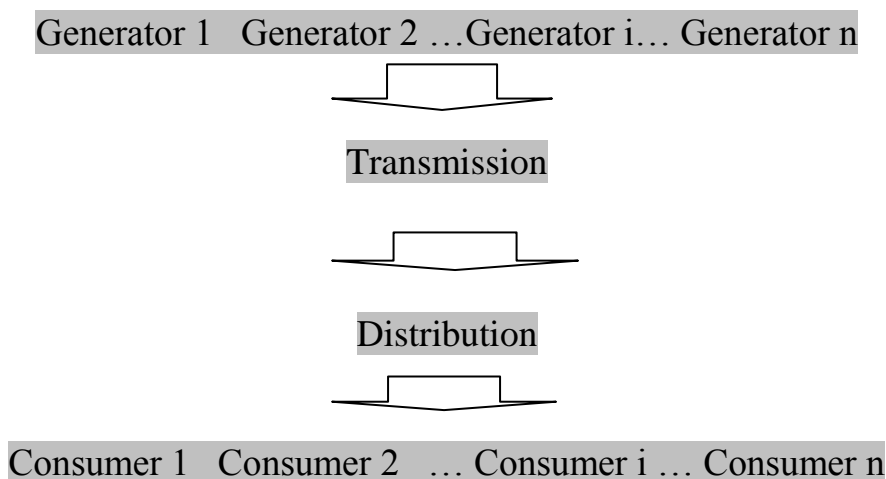 Generator 1 Generator 2 …Generator i… Generator n
Transmission
Distribution
Consumer 1 Consumer 2 … Consumer i … Consumer n